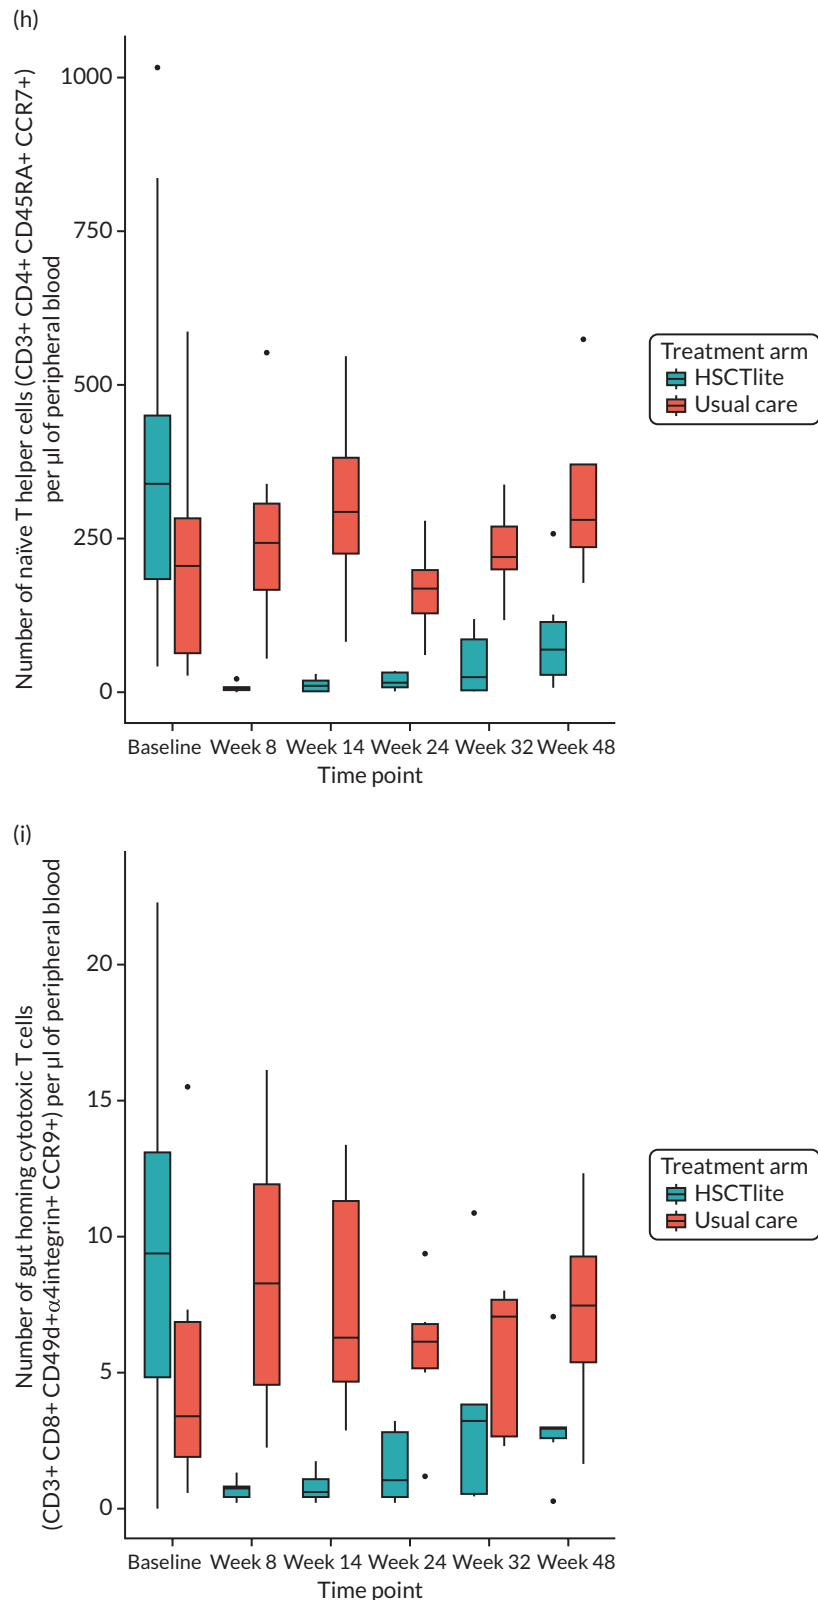 (h)
Number of naïve T helper cells (CD3+ CD4+ CD45RA+ CCR7+)
per µl of peripheral blood
1000
750
500
250
0
Baseline Week 8 Week 14 Week 24 Week 32 Week 48
Time point
Treatment arm
HSCTlite
Usual care
(i)
Number of gut homing cytotoxic T cells
(CD3+ CD8+ CD49d+α4integrin+ CCR9+) per µl of peripheral blood
20
15
10
5
0
Baseline Week 8 Week 14 Week 24 Week 32 Week 48
Time point
Treatment arm
HSCTlite
Usual care